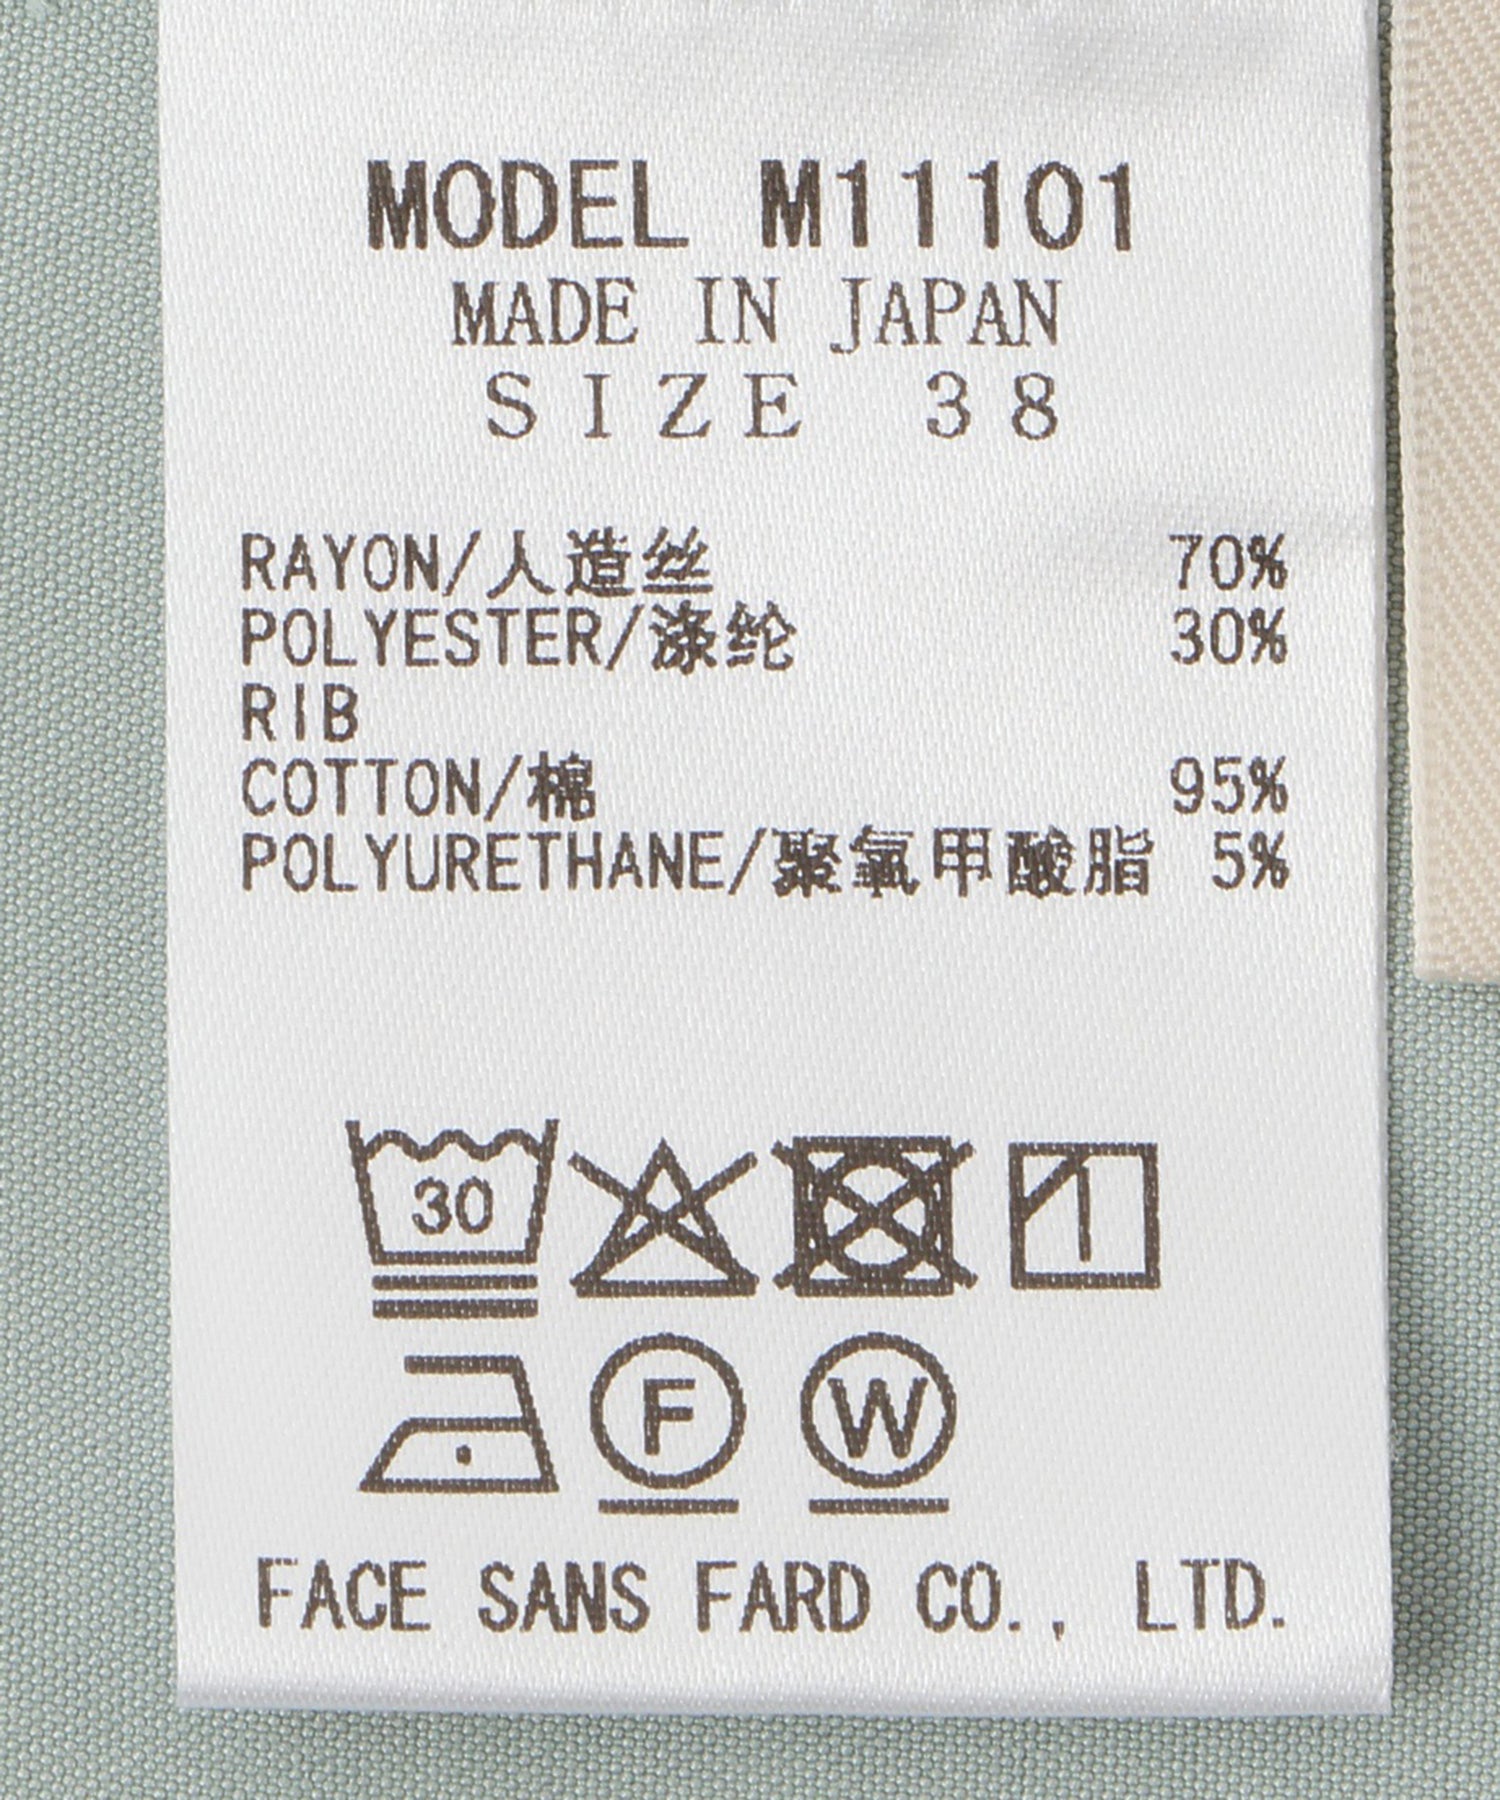 MODEL M11101
MADE IN JAPAN
SIZE 38
RAYON/人造丝 70%
POLYESTER/涤纶 30%
RIB
COTTON/棉 95%
POLYURETHANE/聚氧甲酸脂 5%
30
F
W
FACE SANS FARD CO., LTD.